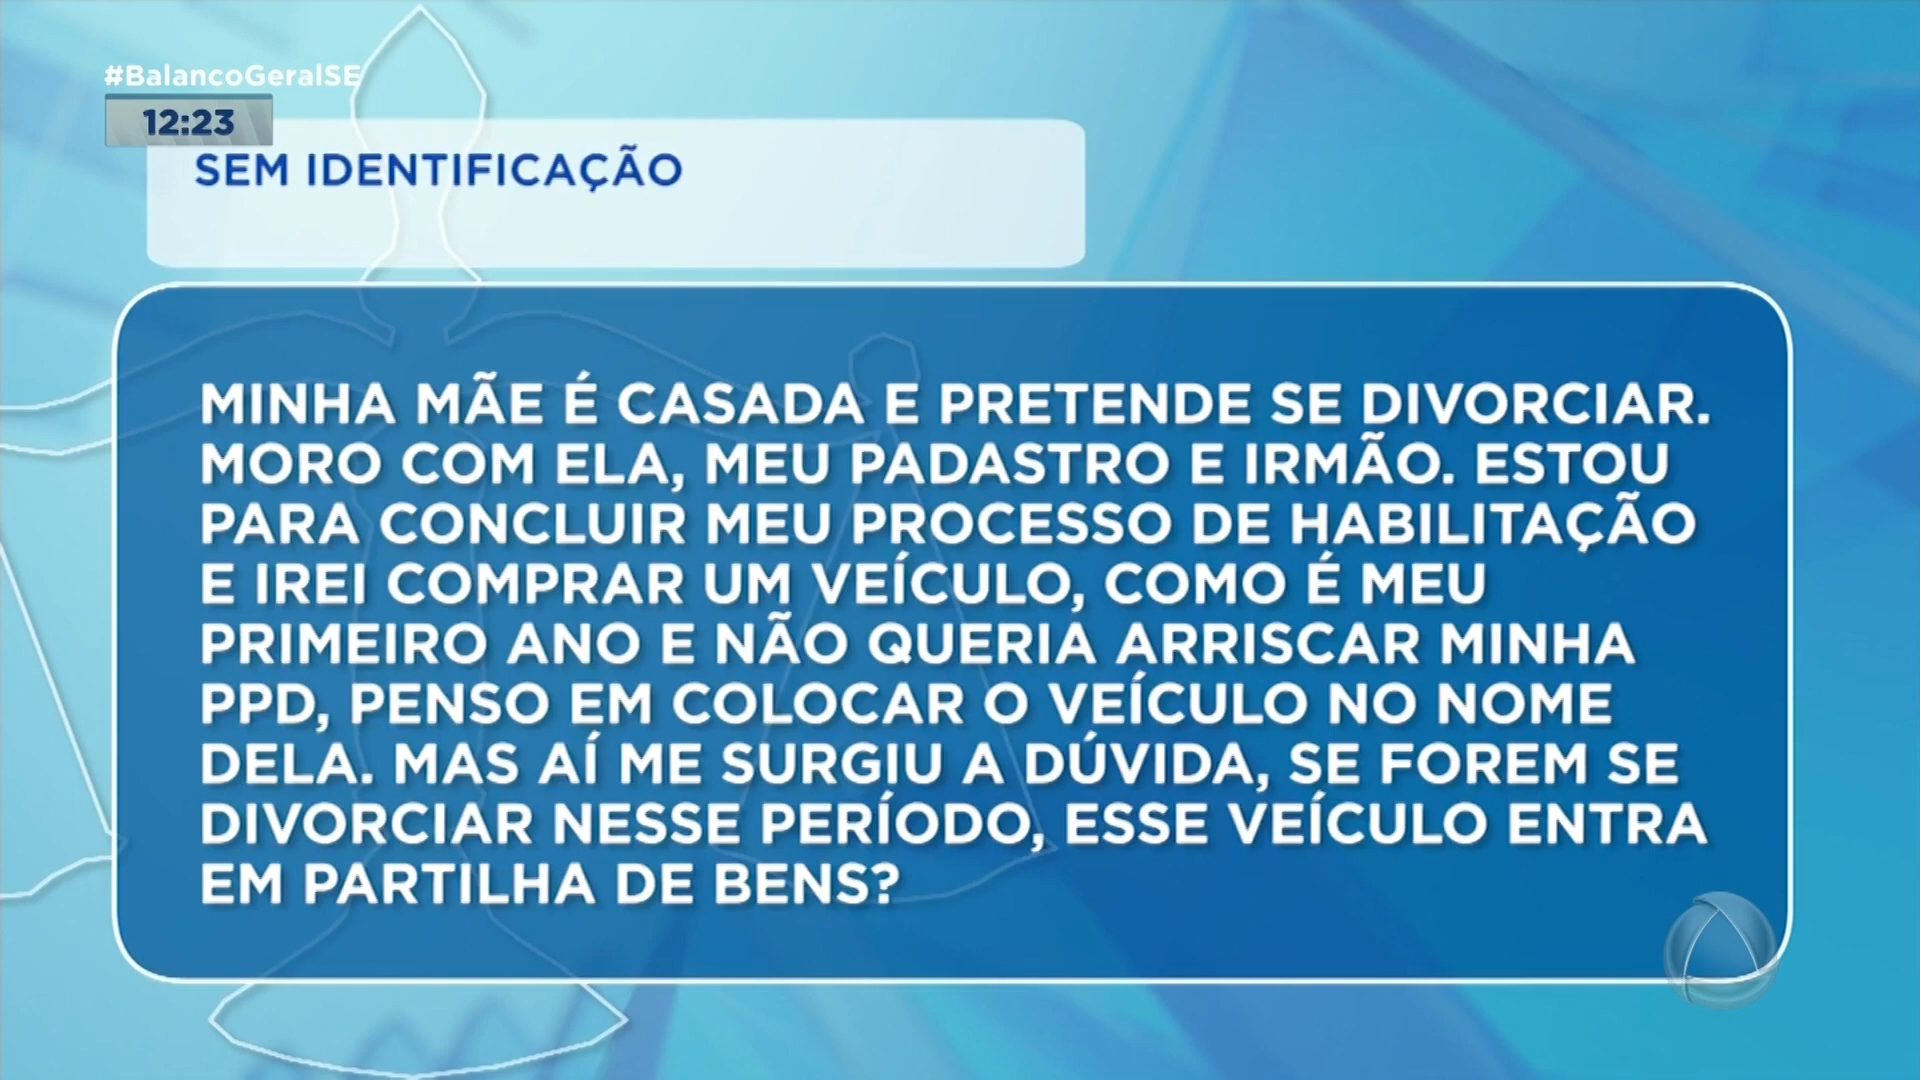 #BalancoGeralSE
12:23
SEM IDENTIFICAÇÃO
MINHA MÃE É CASADA E PRETENDE SE DIVORCIAR.
MORO COM ELA, MEU PADASTRO E IRMÃO. ESTOU
PARA CONCLUIR MEU PROCESSO DE HABILITAÇÃO
E IREI COMPRAR UM VEÍCULO, COMO É MEU
PRIMEIRO ANO E NÃO QUERIA ARRISCAR MINHA
PPD, PENSO EM COLOCAR O VEÍCULO NO NOME
DELA. MAS AÍ ME SURGIU A DÚVIDA, SE FOREM SE
DIVORCIAR NESSE PERÍODO, ESSE VEÍCULO ENTRA
EM PARTILHA DE BENS?